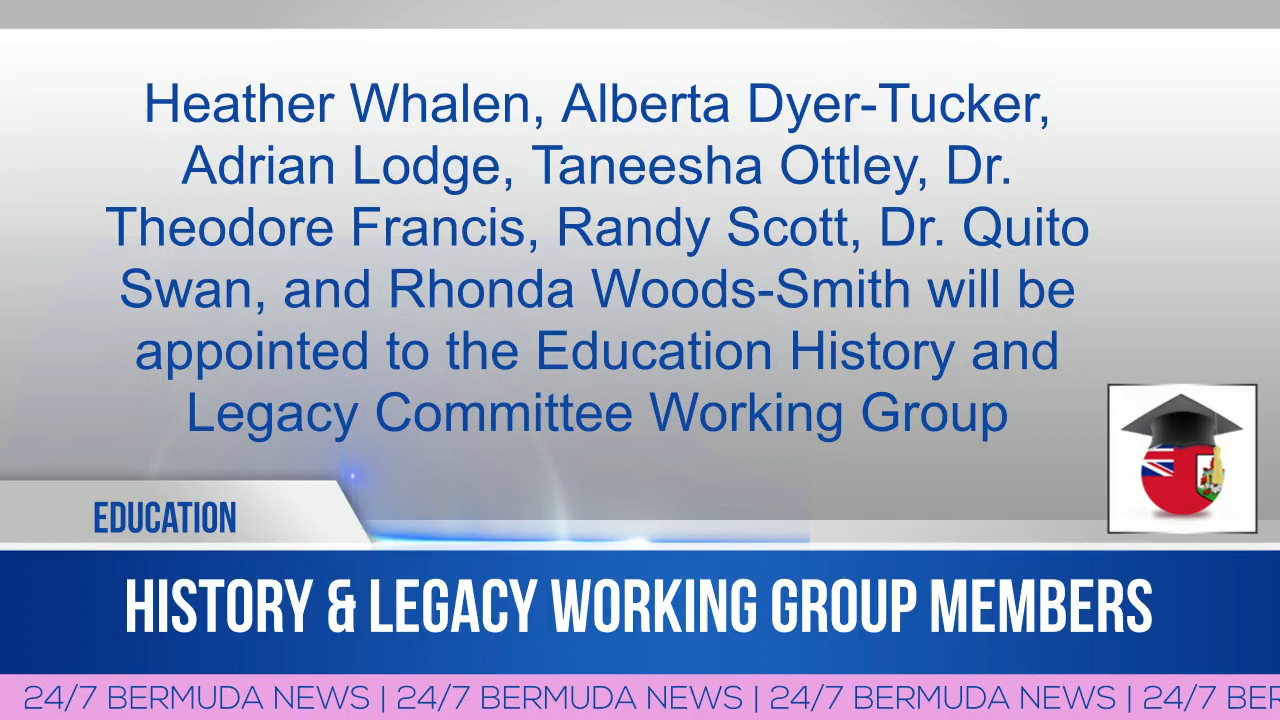 Heather Whalen, Alberta Dyer-Tucker,
Adrian Lodge, Taneesha Ottley, Dr.
Theodore Francis, Randy Scott, Dr. Quito
Swan, and Rhonda Woods-Smith will be
appointed to the Education History and
Legacy Committee Working Group
EDUCATION
HISTORY & LEGACY WORKING GROUP MEMBERS
24/7 BERMUDA NEWS | 24/7 BERMUDA NEWS | 24/7 BERMUDA NEWS | 24/7 BER